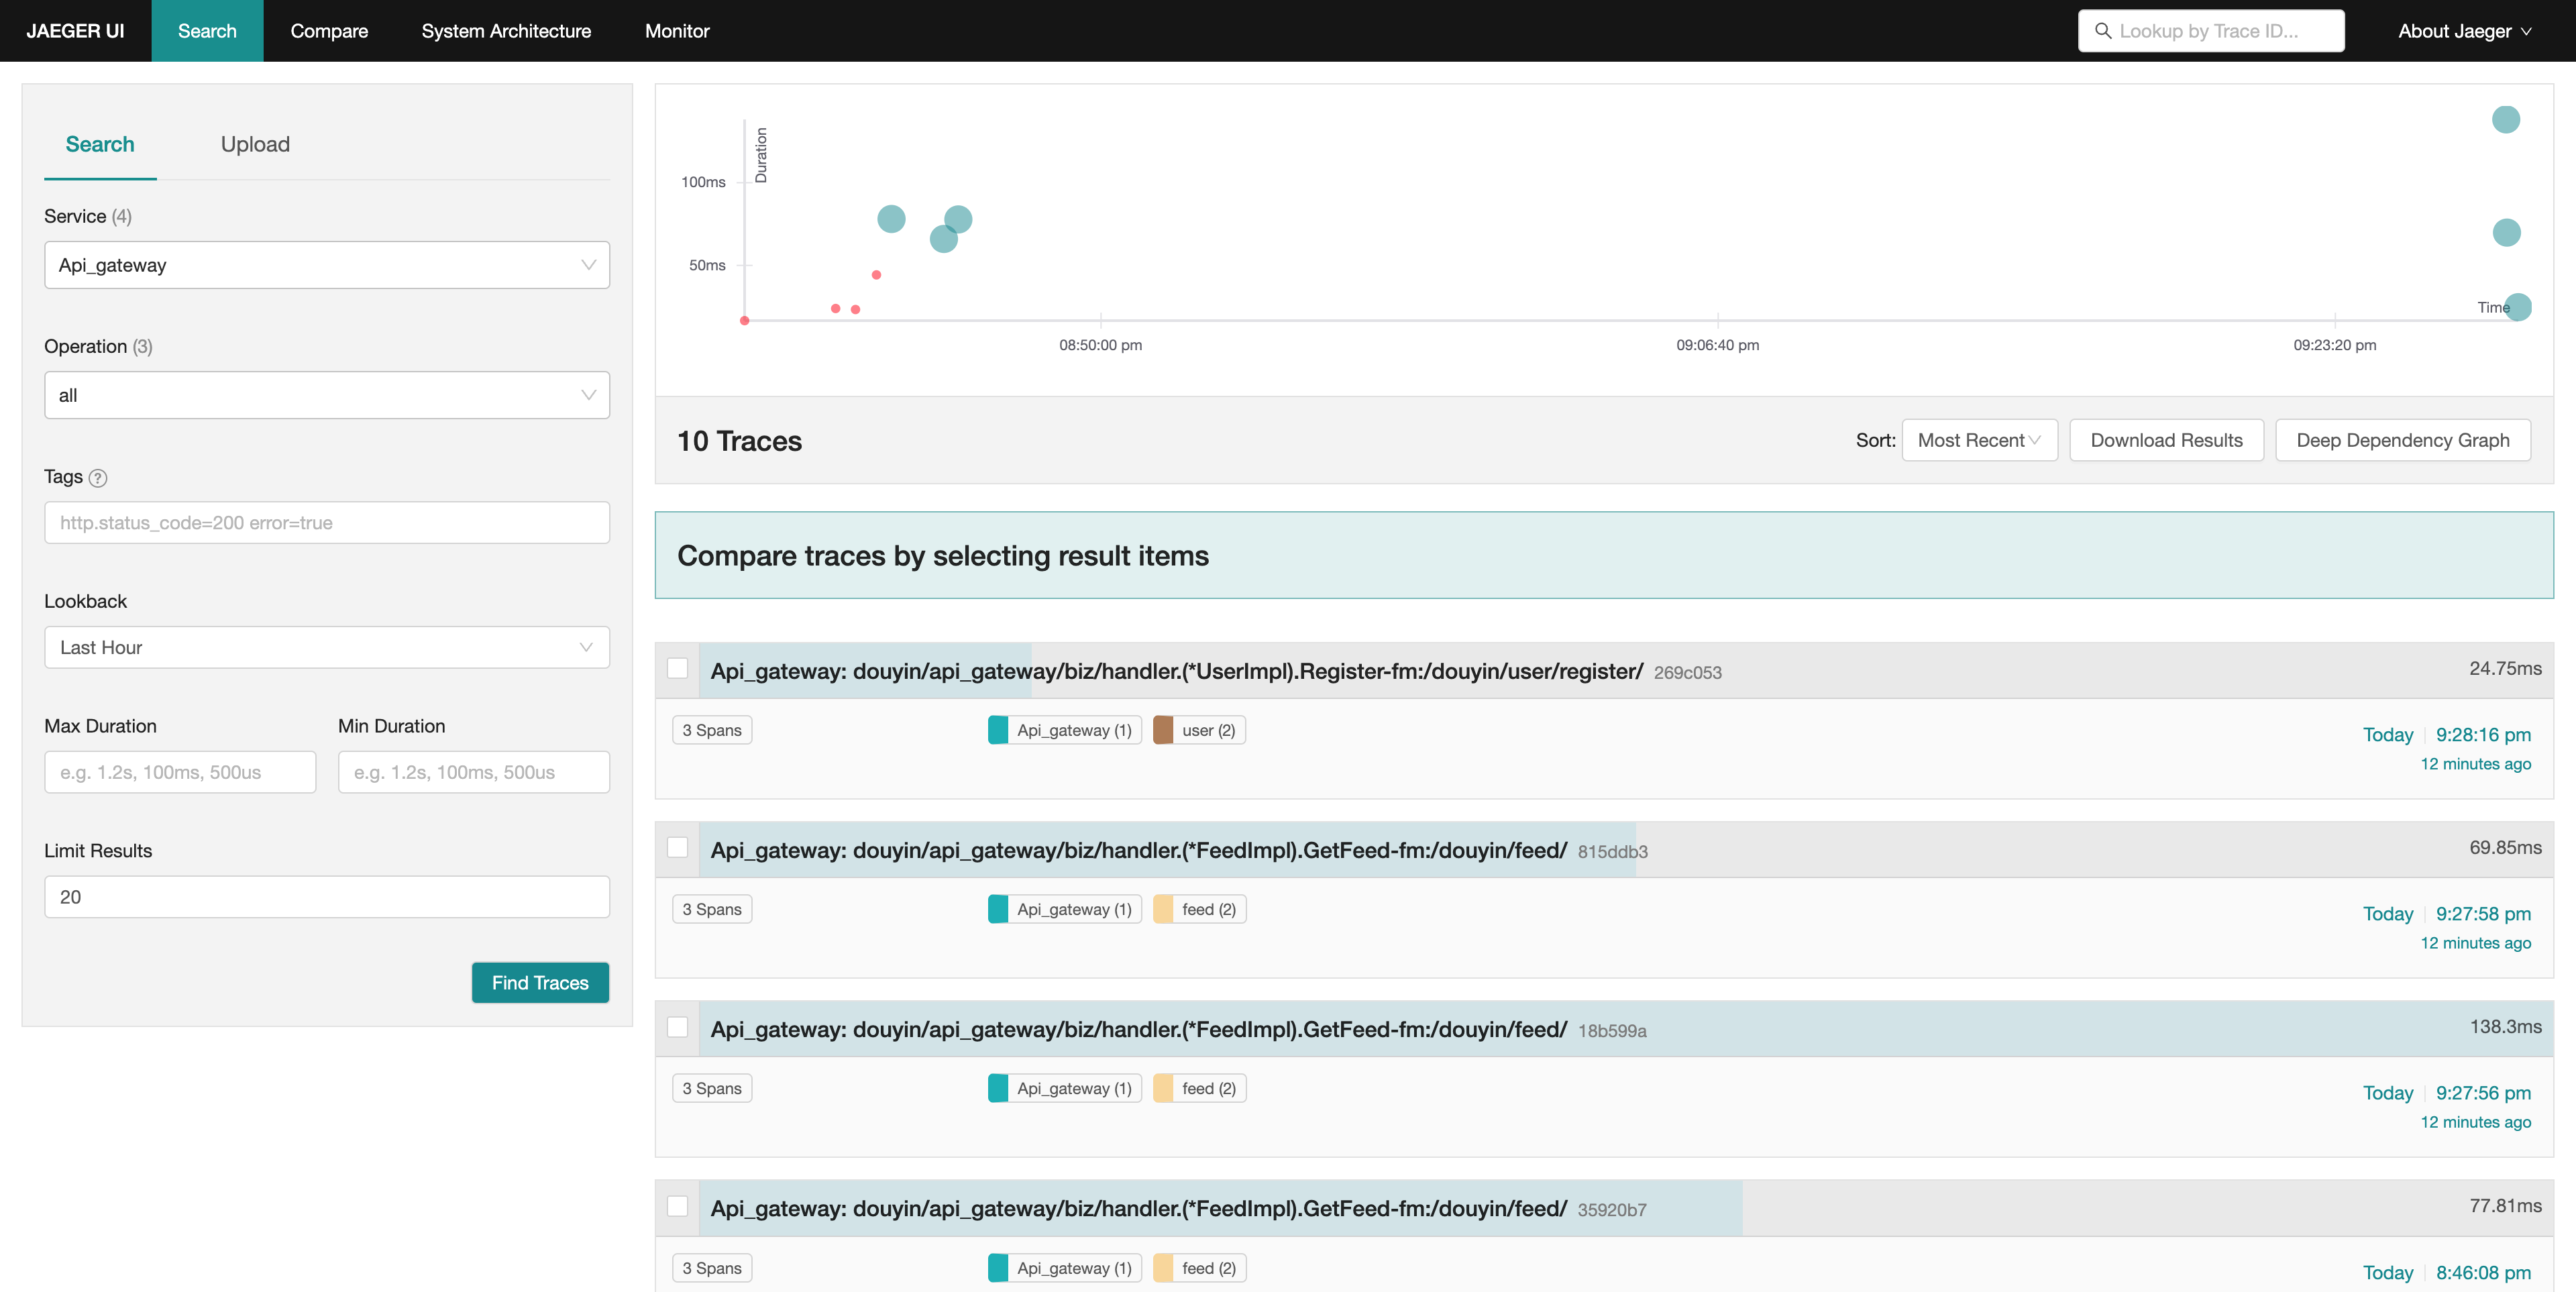 JAEGER UI Search Compare System Architecture Monitor Lookup by Trace ID... About Jaeger
Search Upload
Service (4)
Api_gateway
Operation (3)
all
Tags ?
http.status_code=200 error=true
Lookback
Last Hour
Max Duration Min Duration
e.g. 1.2s, 100ms, 500us e.g. 1.2s, 100ms, 500us
Limit Results
20
Find Traces
Duration
100ms
50ms
Time
08:50:00 pm 09:06:40 pm 09:23:20 pm
10 Traces Sort: Most Recent Download Results Deep Dependency Graph
Compare traces by selecting result items
Api_gateway: douyin/api_gateway/biz/handler.(*UserImpl).Register-fm:/douyin/user/register/ 269c053 24.75ms
3 Spans Api_gateway (1) user (2) Today 9:28:16 pm
12 minutes ago
Api_gateway: douyin/api_gateway/biz/handler.(*FeedImpl).GetFeed-fm:/douyin/feed/ 815ddb3 69.85ms
3 Spans Api_gateway (1) feed (2) Today 9:27:58 pm
12 minutes ago
Api_gateway: douyin/api_gateway/biz/handler.(*FeedImpl).GetFeed-fm:/douyin/feed/ 18b599a 138.3ms
3 Spans Api_gateway (1) feed (2) Today 9:27:56 pm
12 minutes ago
Api_gateway: douyin/api_gateway/biz/handler.(*FeedImpl).GetFeed-fm:/douyin/feed/ 35920b7 77.81ms
3 Spans Api_gateway (1) feed (2) Today 8:46:08 pm